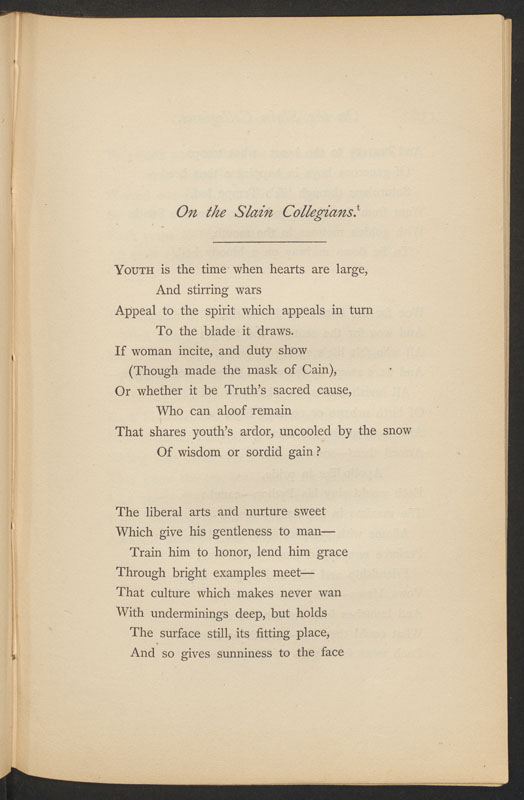 On the Slain Collegians.ᵗ
YOUTH is the time when hearts are large,
And stirring wars
Appeal to the spirit which appeals in turn
To the blade it draws.
If woman incite, and duty show
(Though made the mask of Cain),
Or whether it be Truth's sacred cause,
Who can aloof remain
That shares youth's ardor, uncooled by the snow
Of wisdom or sordid gain?
The liberal arts and nurture sweet
Which give his gentleness to man—
Train him to honor, lend him grace
Through bright examples meet—
That culture which makes never wan
With underminings deep, but holds
The surface still, its fitting place,
And so gives sunniness to the face